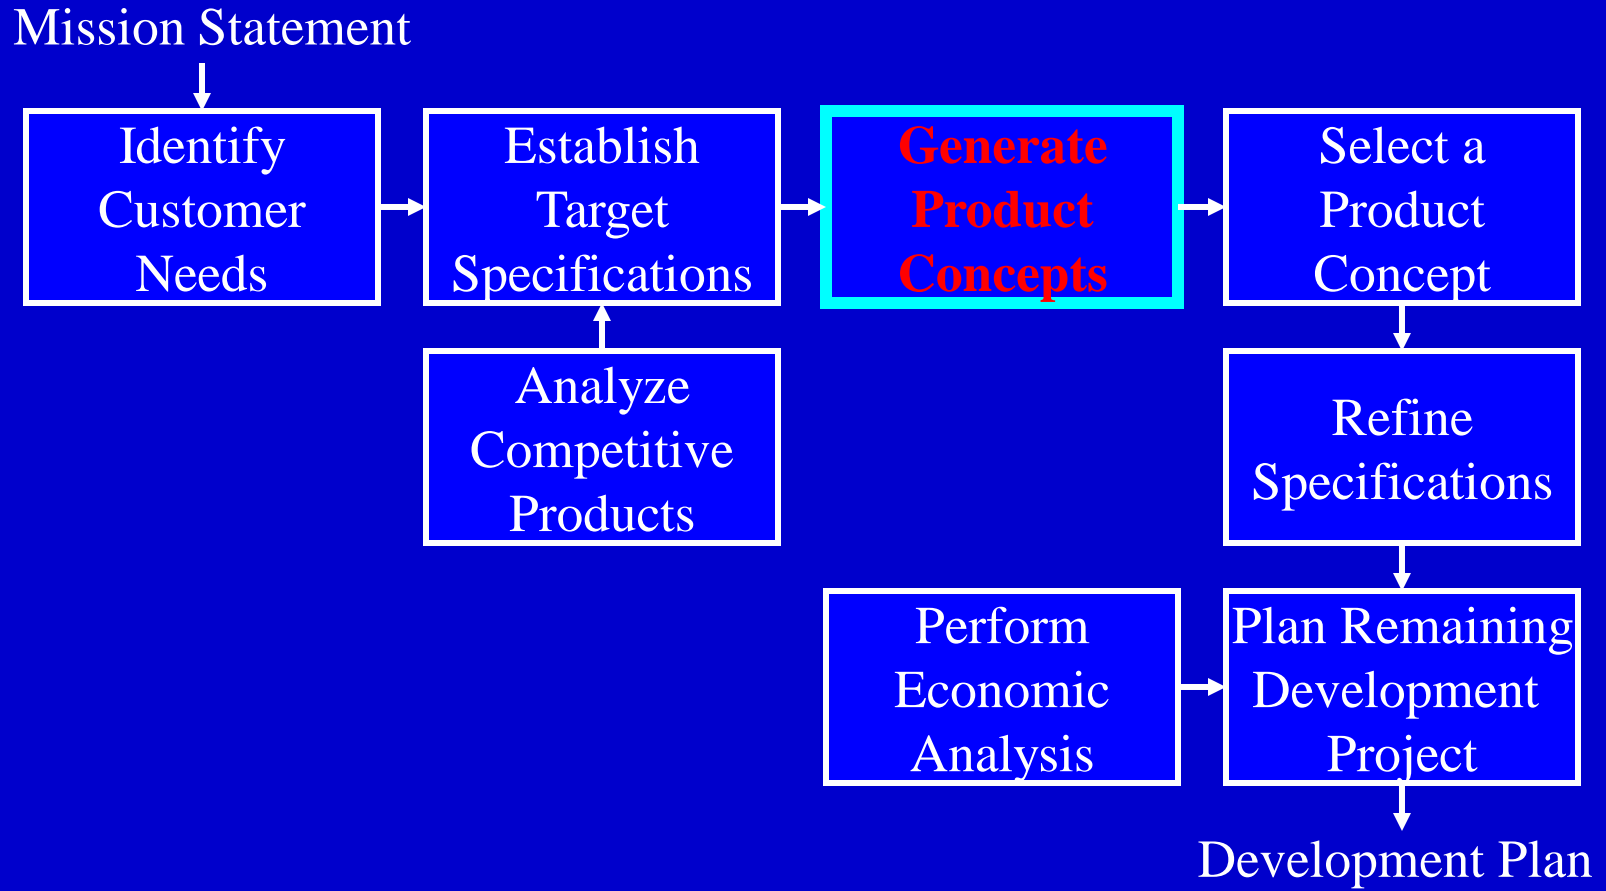 Mission Statement
Identify
Customer
Needs
Establish
Target
Specifications
Generate
Product
Concepts
Select a
Product
Concept
Analyze
Competitive
Products
Refine
Specifications
Perform
Economic
Analysis
Plan Remaining
Development
Project
Development Plan